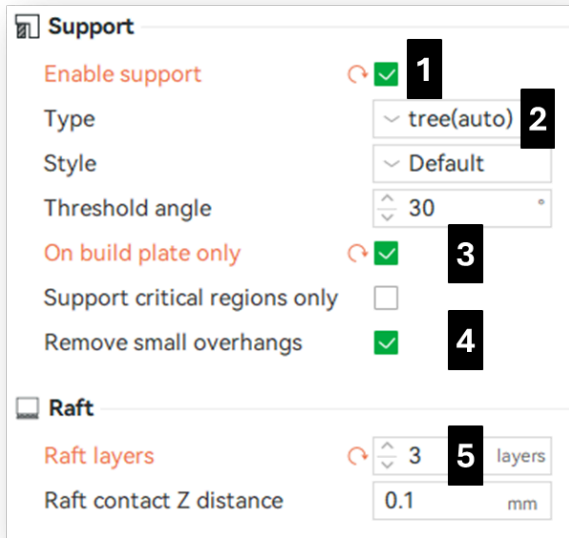 Support
Enable support 1
Type tree(auto) 2
Style Default
Threshold angle 30 °
On build plate only 3
Support critical regions only
Remove small overhangs 4
Raft
Raft layers 3 5 layers
Raft contact Z distance 0.1 mm